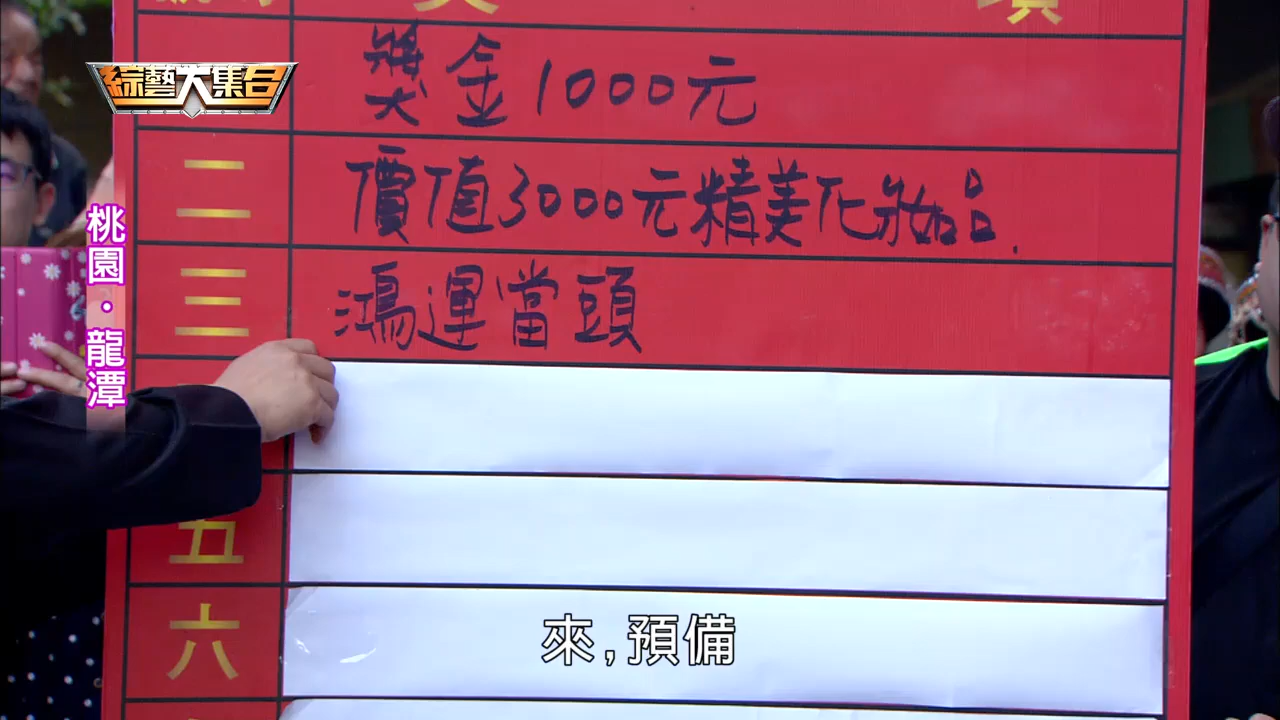 獎項
綜藝大集合
獎金1000元
二 價值3000元精美化妝品.
三 鴻運當頭
桃園·龍潭
五
六
來,預備